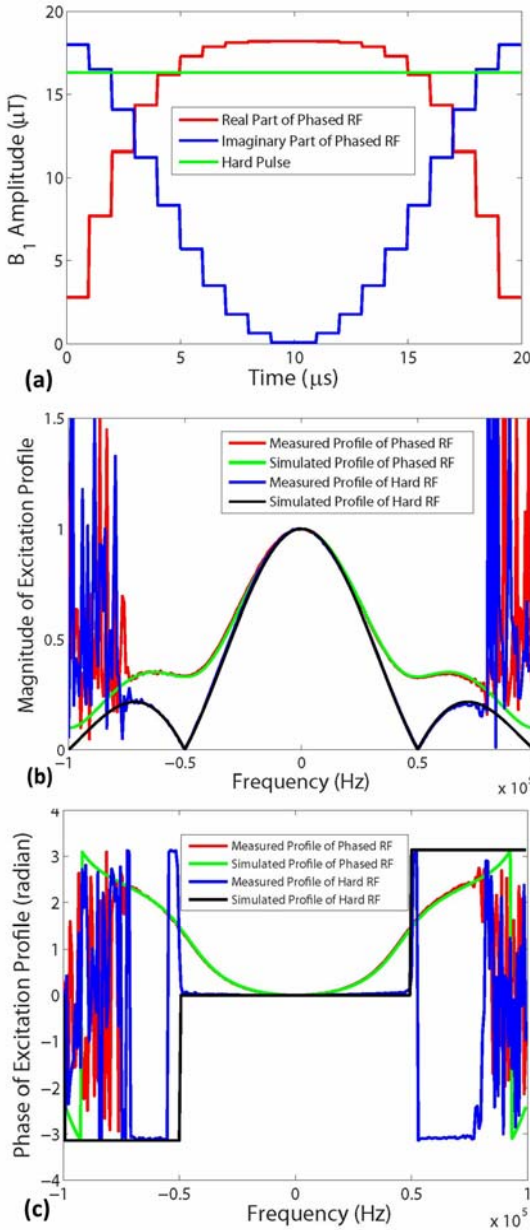 20
15
10
5
0
B1 Amplitude (μT)
Real Part of Phased RF
Imaginary Part of Phased RF
Hard Pulse
0 5 10 15 20
Time (μs)
(a)
1.5
1
0.5
0
Magnitude of Excitation Profile
Measured Profile of Phased RF
Simulated Profile of Phased RF
Measured Profile of Hard RF
Simulated Profile of Hard RF
-1 -0.5 0 0.5 1
Frequency (Hz)
x 10
(b)
4
3
2
1
0
-1
-2
-3
-4
Phase of Excitation Profile (radian)
Measured Profile of Phased RF
Simulated Profile of Phased RF
Measured Profile of Hard RF
Simulated Profile of Hard RF
-1 -0.5 0 0.5 1
Frequency (Hz)
x 10⁵
(c)